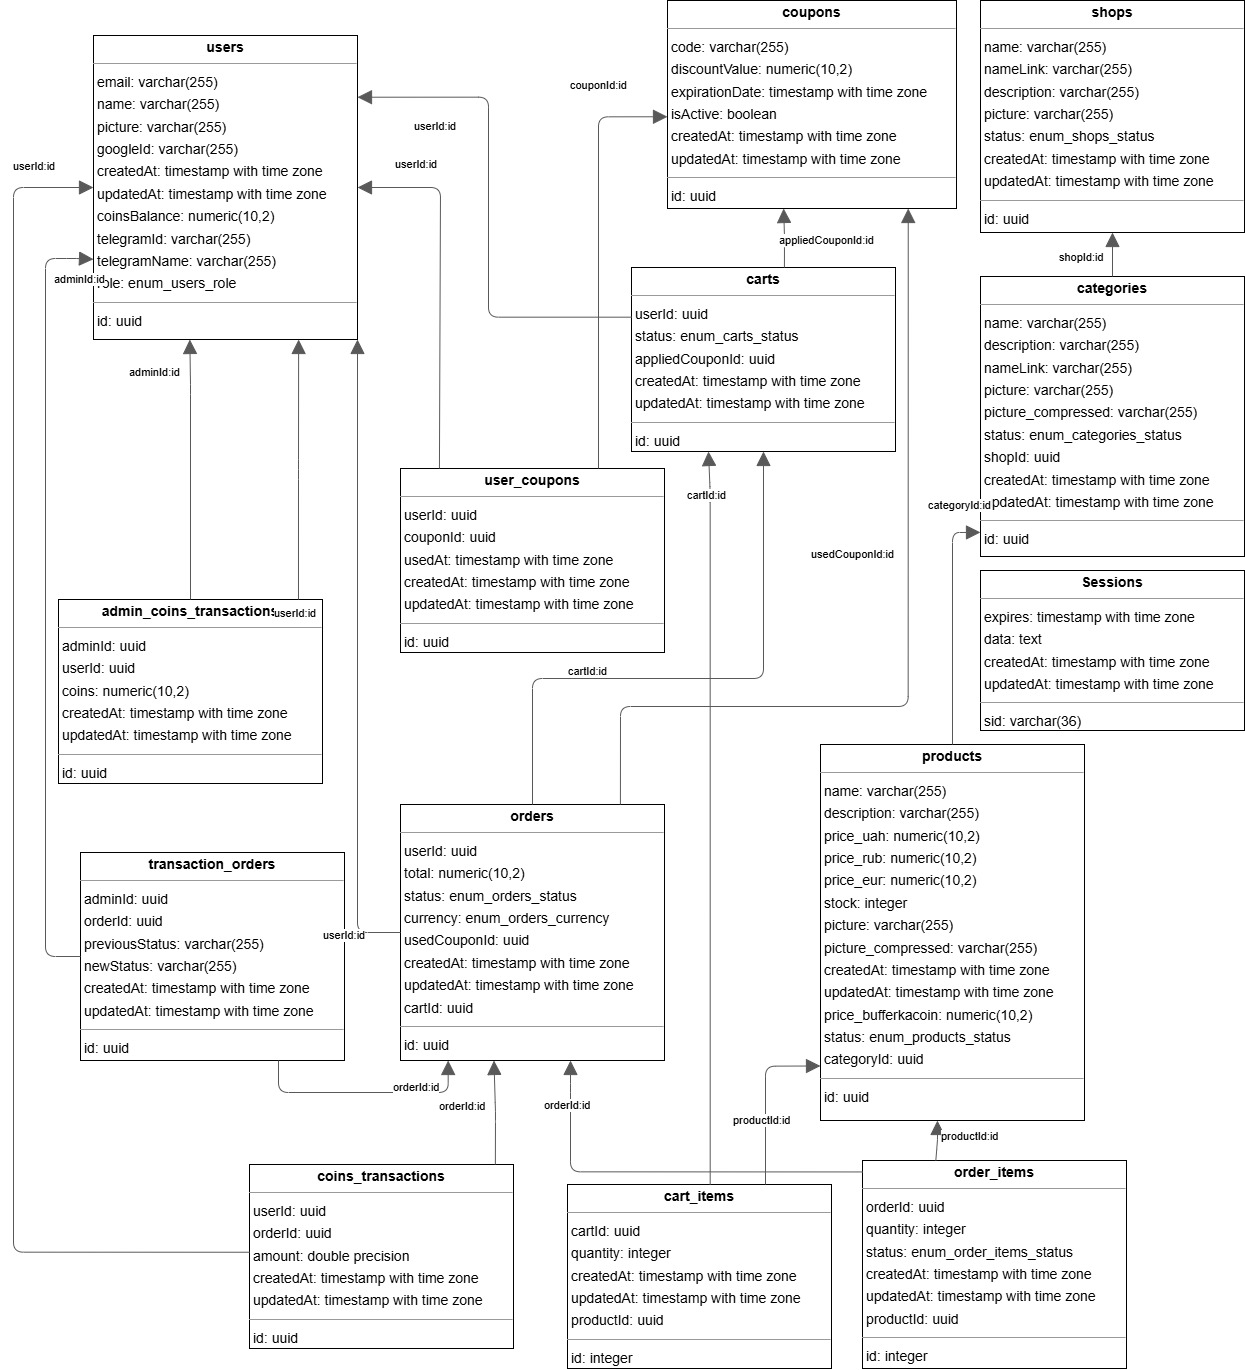 users
email: varchar(255)
name: varchar(255)
picture: varchar(255)
googleId: varchar(255)
createdAt: timestamp with time zone
updatedAt: timestamp with time zone
coinsBalance: numeric(10,2)
telegramId: varchar(255)
telegramName: varchar(255)
role: enum_users_role
id: uuid
coupons
code: varchar(255)
discountValue: numeric(10,2)
expirationDate: timestamp with time zone
isActive: boolean
createdAt: timestamp with time zone
updatedAt: timestamp with time zone
id: uuid
shops
name: varchar(255)
nameLink: varchar(255)
description: varchar(255)
picture: varchar(255)
status: enum_shops_status
createdAt: timestamp with time zone
updatedAt: timestamp with time zone
id: uuid
couponId:id
userId:id
userId:id
userId:id
adminId:id
adminId:id
appliedCouponId:id
shopId:id
carts
userId: uuid
status: enum_carts_status
appliedCouponId: uuid
createdAt: timestamp with time zone
updatedAt: timestamp with time zone
id: uuid
categories
name: varchar(255)
description: varchar(255)
nameLink: varchar(255)
picture: varchar(255)
picture_compressed: varchar(255)
status: enum_categories_status
shopId: uuid
createdAt: timestamp with time zone
updatedAt: timestamp with time zone
id: uuid
categoryId:id
cartId:id
usedCouponId:id
user_coupons
userId: uuid
couponId: uuid
usedAt: timestamp with time zone
createdAt: timestamp with time zone
updatedAt: timestamp with time zone
id: uuid
Sessions
expires: timestamp with time zone
data: text
createdAt: timestamp with time zone
updatedAt: timestamp with time zone
sid: varchar(36)
admin_coins_transactions
userId:id
adminId: uuid
userId: uuid
coins: numeric(10,2)
createdAt: timestamp with time zone
updatedAt: timestamp with time zone
id: uuid
cartId:id
products
name: varchar(255)
description: varchar(255)
price_uah: numeric(10,2)
price_rub: numeric(10,2)
price_eur: numeric(10,2)
stock: integer
picture: varchar(255)
picture_compressed: varchar(255)
createdAt: timestamp with time zone
updatedAt: timestamp with time zone
price_bufferkacoin: numeric(10,2)
status: enum_products_status
categoryId: uuid
id: uuid
orders
userId: uuid
total: numeric(10,2)
status: enum_orders_status
currency: enum_orders_currency
usedCouponId: uuid
createdAt: timestamp with time zone
updatedAt: timestamp with time zone
cartId: uuid
id: uuid
transaction_orders
adminId: uuid
orderId: uuid
previousStatus: varchar(255)
newStatus: varchar(255)
createdAt: timestamp with time zone
updatedAt: timestamp with time zone
id: uuid
userId:id
orderId:id
orderId:id
orderId:id
productId:id
productId:id
coins_transactions
userId: uuid
orderId: uuid
amount: double precision
createdAt: timestamp with time zone
updatedAt: timestamp with time zone
id: uuid
cart_items
cartId: uuid
quantity: integer
createdAt: timestamp with time zone
updatedAt: timestamp with time zone
productId: uuid
id: integer
order_items
orderId: uuid
quantity: integer
status: enum_order_items_status
createdAt: timestamp with time zone
updatedAt: timestamp with time zone
productId: uuid
id: integer